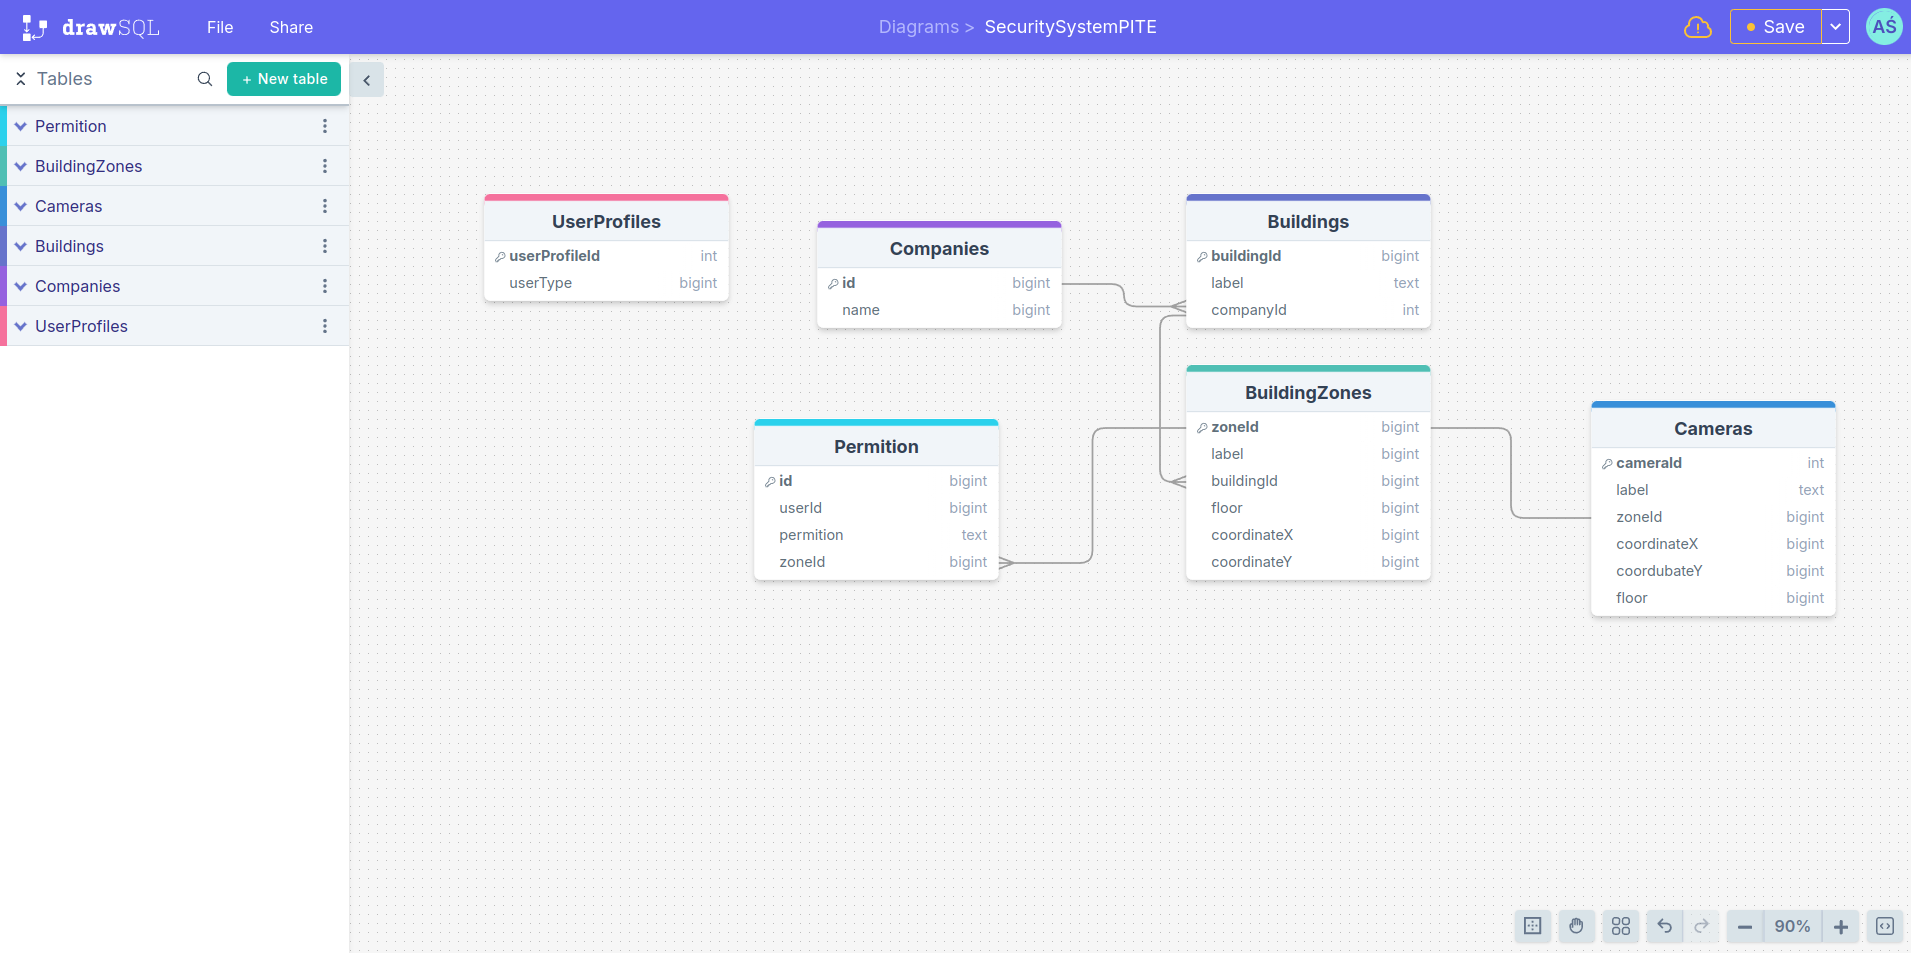 drawSQL File Share Diagrams > SecuritySystemPITE Save AŚ
Tables + New table
Permition
BuildingZones
Cameras
Buildings
Companies
UserProfiles
UserProfiles
userProfileId int
userType bigint
Companies
id bigint
name bigint
Buildings
buildingId bigint
label text
companyId int
Permition
id bigint
userId bigint
permition text
zoneId bigint
BuildingZones
zoneId bigint
label bigint
buildingId bigint
floor bigint
coordinateX bigint
coordinateY bigint
Cameras
cameraId int
label text
zoneId bigint
coordinateX bigint
coordubateY bigint
floor bigint
90%